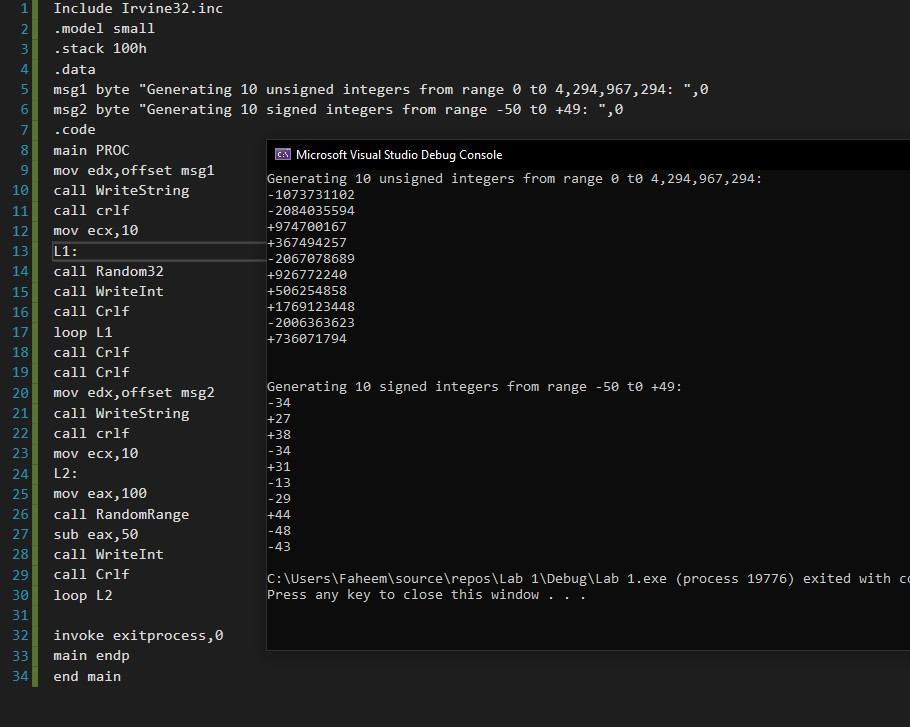 1 Include Irvine32.inc
2 .model small
3 .stack 100h
4 .data
5 msg1 byte "Generating 10 unsigned integers from range 0 t0 4,294,967,294: ",0
6 msg2 byte "Generating 10 signed integers from range -50 t0 +49: ",0
7 .code
8 main PROC
9 mov edx,offset msg1
10 call WriteString
11 call crlf
12 mov ecx,10
13 L1:
14 call Random32
15 call WriteInt
16 call Crlf
17 loop L1
18 call Crlf
19 call Crlf
20 mov edx,offset msg2
21 call WriteString
22 call crlf
23 mov ecx,10
24 L2:
25 mov eax,100
26 call RandomRange
27 sub eax,50
28 call WriteInt
29 call Crlf
30 loop L2
31
32 invoke exitprocess,0
33 main endp
34 end main
C:\ Microsoft Visual Studio Debug Console
Generating 10 unsigned integers from range 0 t0 4,294,967,294:
-1073731102
-2084035594
+974700167
+367494257
-2067078689
+926772240
+506254858
+1769123448
-2006363623
+736071794
Generating 10 signed integers from range -50 t0 +49:
-34
+27
+38
-34
+31
-13
-29
+44
-48
-43
C:\Users\Faheem\source\repos\Lab 1\Debug\Lab 1.exe (process 19776) exited with co
Press any key to close this window . . .